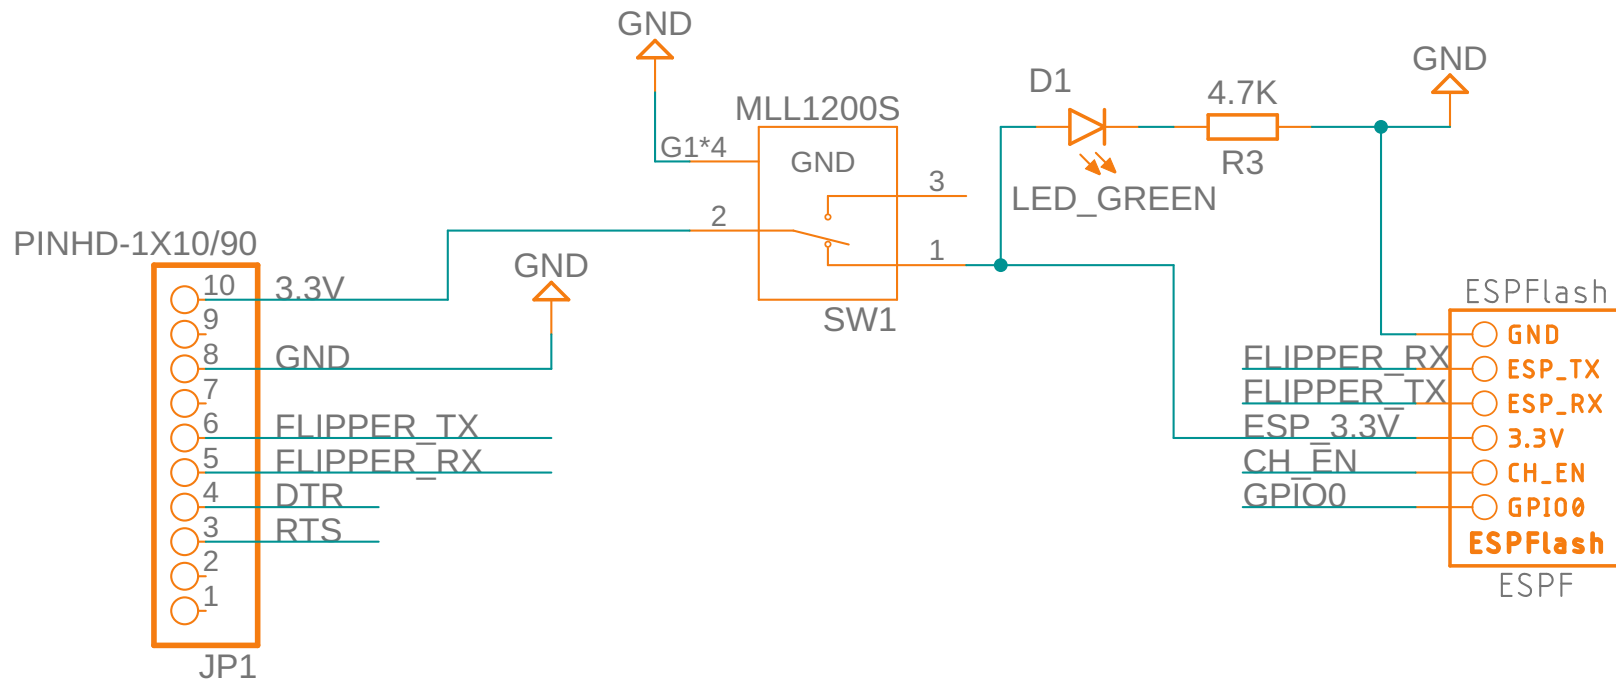 GND
MLL1200S
G1*4
GND
2
3
1
SW1
D1
LED_GREEN
4.7K
R3
GND
PINHD-1X10/90
10
3.3V
9
8
GND
7
6
FLIPPER_TX
5
FLIPPER_RX
4
DTR
3
RTS
2
1
JP1
GND
ESPFlash
GND
FLIPPER_RX
ESP_TX
FLIPPER_TX
ESP_RX
ESP_3.3V
3.3V
CH_EN
CH_EN
GPIO0
GPIO0
ESPFlash
ESPF